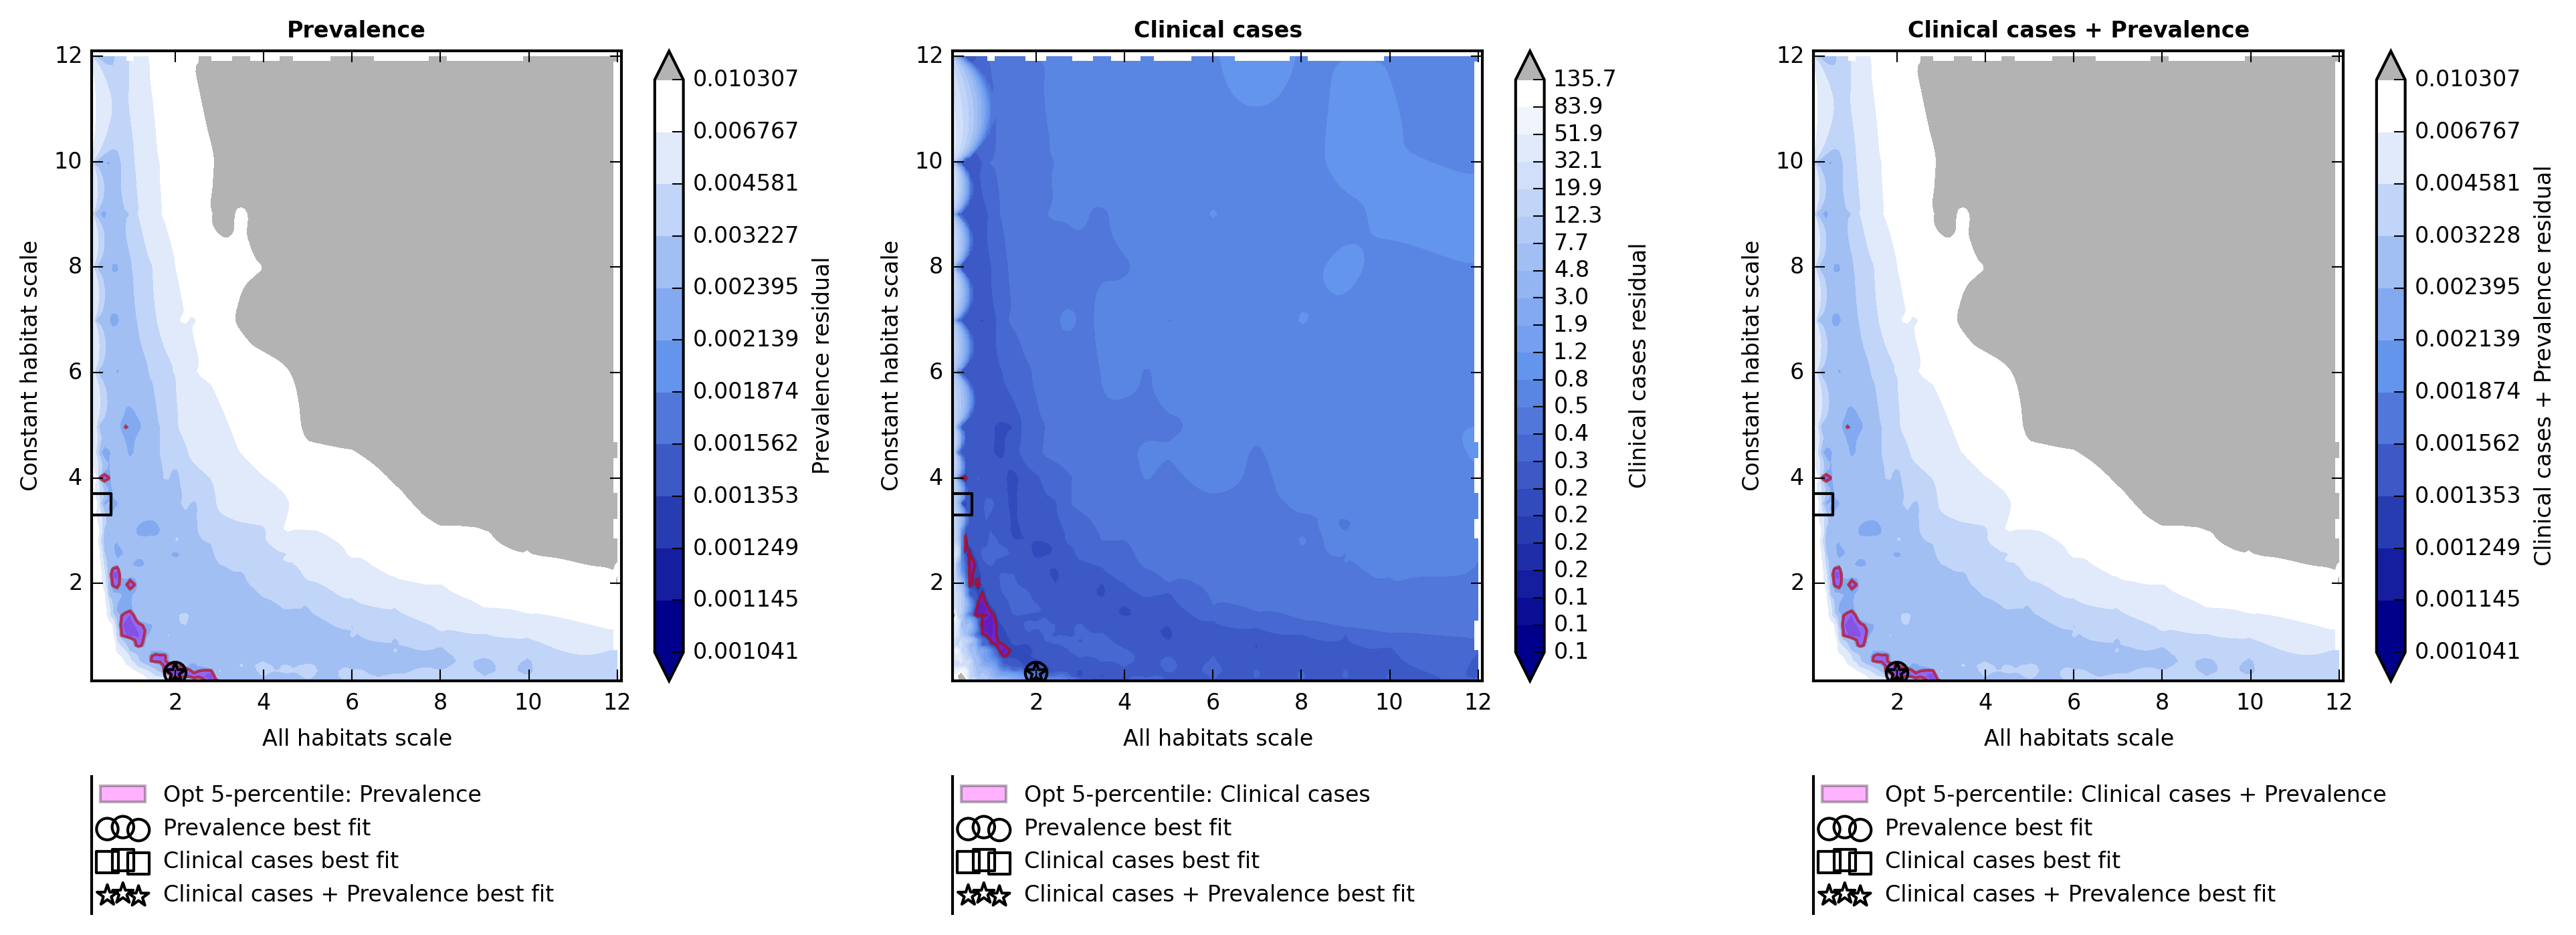 Prevalence
Constant habitat scale
12
10
8
6
4
2
2 4 6 8 10 12
All habitats scale
0.010307
0.006767
0.004581
0.003227
0.002395
0.002139
0.001874
0.001562
0.001353
0.001249
0.001145
0.001041
Prevalence residual
Opt 5-percentile: Prevalence
Prevalence best fit
Clinical cases best fit
Clinical cases + Prevalence best fit
Clinical cases
Constant habitat scale
12
10
8
6
4
2
2 4 6 8 10 12
All habitats scale
135.7
83.9
51.9
32.1
19.9
12.3
7.7
4.8
3.0
1.9
1.2
0.8
0.5
0.4
0.3
0.2
0.2
0.2
0.2
0.1
0.1
0.1
Clinical cases residual
Opt 5-percentile: Clinical cases
Prevalence best fit
Clinical cases best fit
Clinical cases + Prevalence best fit
Clinical cases + Prevalence
Constant habitat scale
12
10
8
6
4
2
2 4 6 8 10 12
All habitats scale
0.010307
0.006767
0.004581
0.003228
0.002395
0.002139
0.001874
0.001562
0.001353
0.001249
0.001145
0.001041
Clinical cases + Prevalence residual
Opt 5-percentile: Clinical cases + Prevalence
Prevalence best fit
Clinical cases best fit
Clinical cases + Prevalence best fit